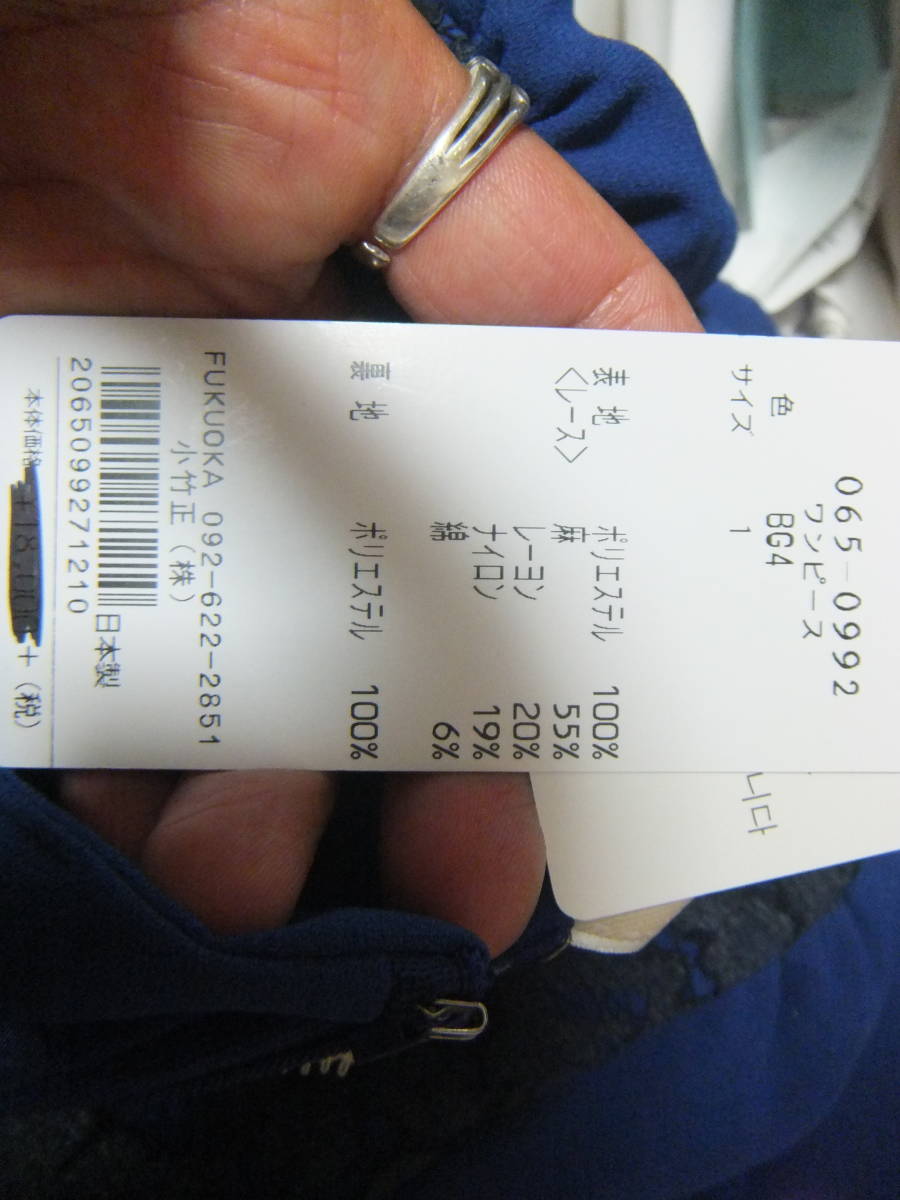 065-0992
ワンピース
色 BG4
サイズ 1
表地 ポリエステル 100%
<レース> 麻 55%
レーヨン 20%
ナイロン 19%
綿 6%
裏地 ポリエステル 100%
FUKUOKA 092-622-2851
小竹正(株)
日本製
2065099271210
本体価格 +(税)
니다